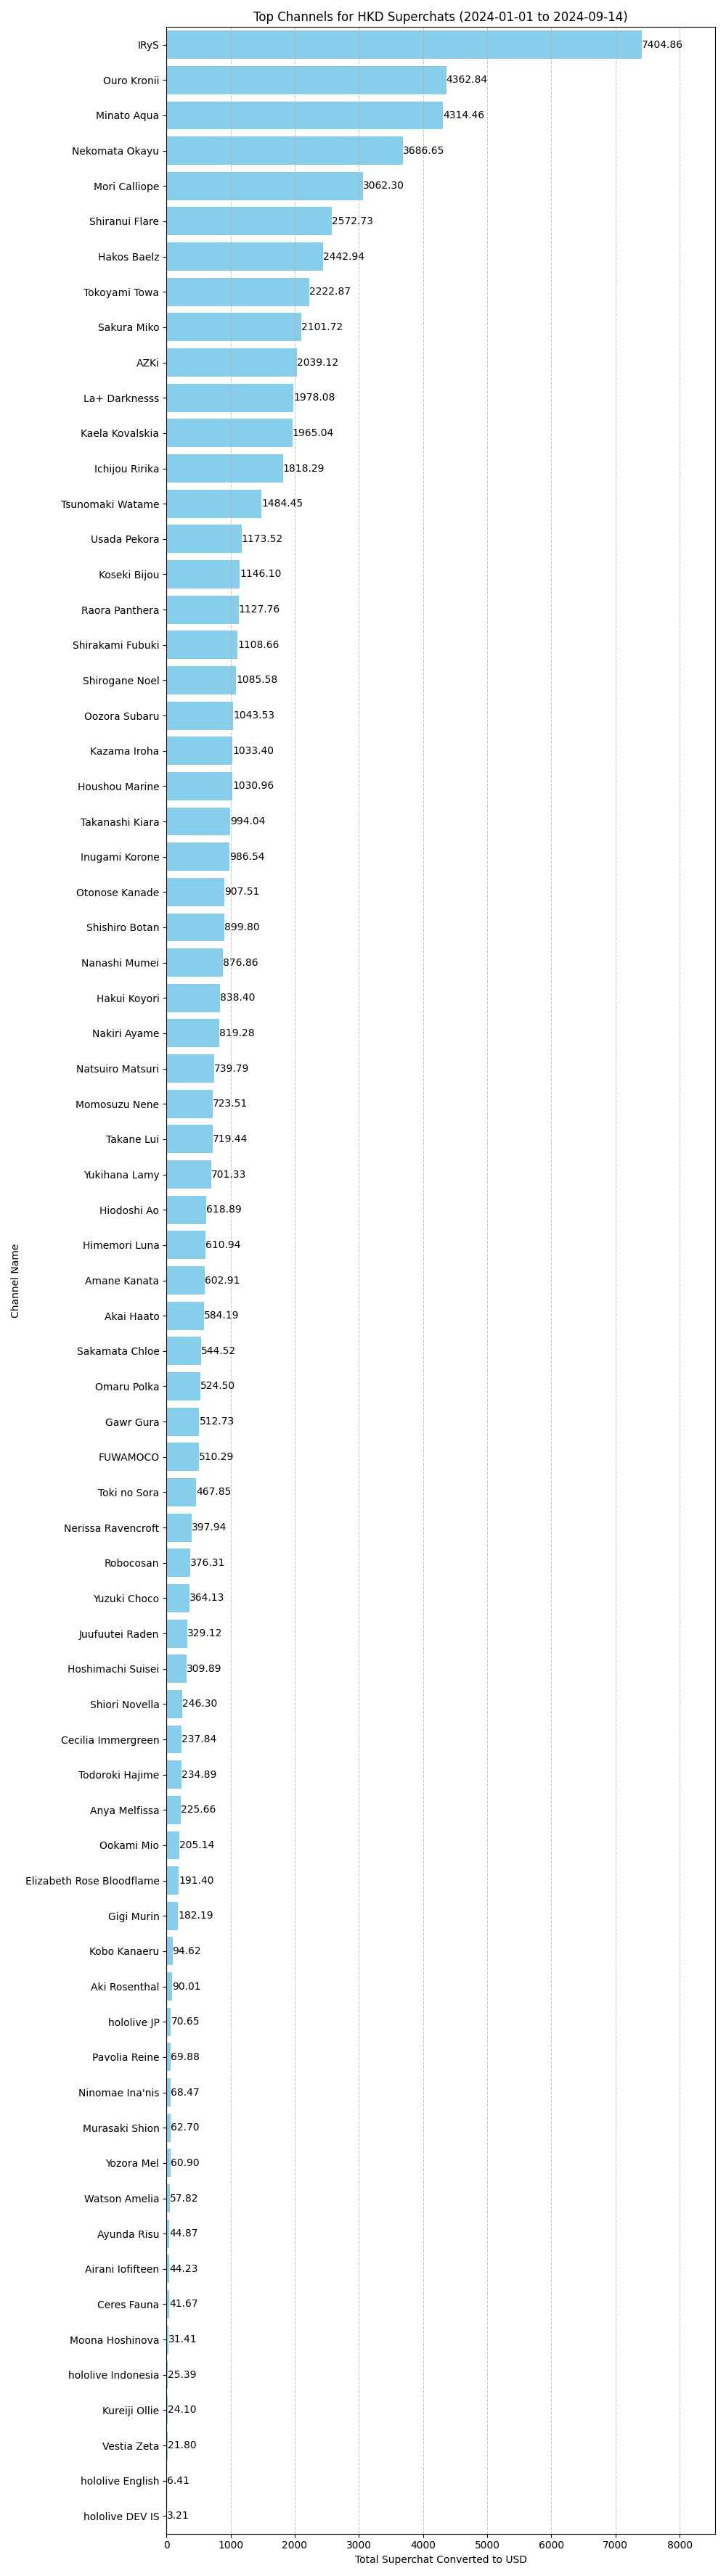 Top Channels for HKD Superchats (2024-01-01 to 2024-09-14)
IRyS 7404.86
Ouro Kronii 4362.84
Minato Aqua 4314.46
Nekomata Okayu 3686.65
Mori Calliope 3062.30
Shiranui Flare 2572.73
Hakos Baelz 2442.94
Tokoyami Towa 2222.87
Sakura Miko 2101.72
AZKi 2039.12
La+ Darknesss 1978.08
Kaela Kovalskia 1965.04
Ichijou Ririka 1818.29
Tsunomaki Watame 1484.45
Usada Pekora 1173.52
Koseki Bijou 1146.10
Raora Panthera 1127.76
Shirakami Fubuki 1108.66
Shirogane Noel 1085.58
Oozora Subaru 1043.53
Kazama Iroha 1033.40
Houshou Marine 1030.96
Takanashi Kiara 994.04
Inugami Korone 986.54
Otonose Kanade 907.51
Shishiro Botan 899.80
Nanashi Mumei 876.86
Hakui Koyori 838.40
Nakiri Ayame 819.28
Natsuiro Matsuri 739.79
Momosuzu Nene 723.51
Takane Lui 719.44
Yukihana Lamy 701.33
Hiodoshi Ao 618.89
Himemori Luna 610.94
Amane Kanata 602.91
Akai Haato 584.19
Sakamata Chloe 544.52
Omaru Polka 524.50
Gawr Gura 512.73
FUWAMOCO 510.29
Toki no Sora 467.85
Nerissa Ravencroft 397.94
Robocosan 376.31
Yuzuki Choco 364.13
Juufuutei Raden 329.12
Hoshimachi Suisei 309.89
Shiori Novella 246.30
Cecilia Immergreen 237.84
Todoroki Hajime 234.89
Anya Melfissa 225.66
Ookami Mio 205.14
Elizabeth Rose Bloodflame 191.40
Gigi Murin 182.19
Kobo Kanaeru 94.62
Aki Rosenthal 90.01
hololive JP 70.65
Pavolia Reine 69.88
Ninomae Ina'nis 68.47
Murasaki Shion 62.70
Yozora Mel 60.90
Watson Amelia 57.82
Ayunda Risu 44.87
Airani Iofifteen 44.23
Ceres Fauna 41.67
Moona Hoshinova 31.41
hololive Indonesia 25.39
Kureiji Ollie 24.10
Vestia Zeta 21.80
hololive English 6.41
hololive DEV IS 3.21
Channel Name
0 1000 2000 3000 4000 5000 6000 7000 8000
Total Superchat Converted to USD